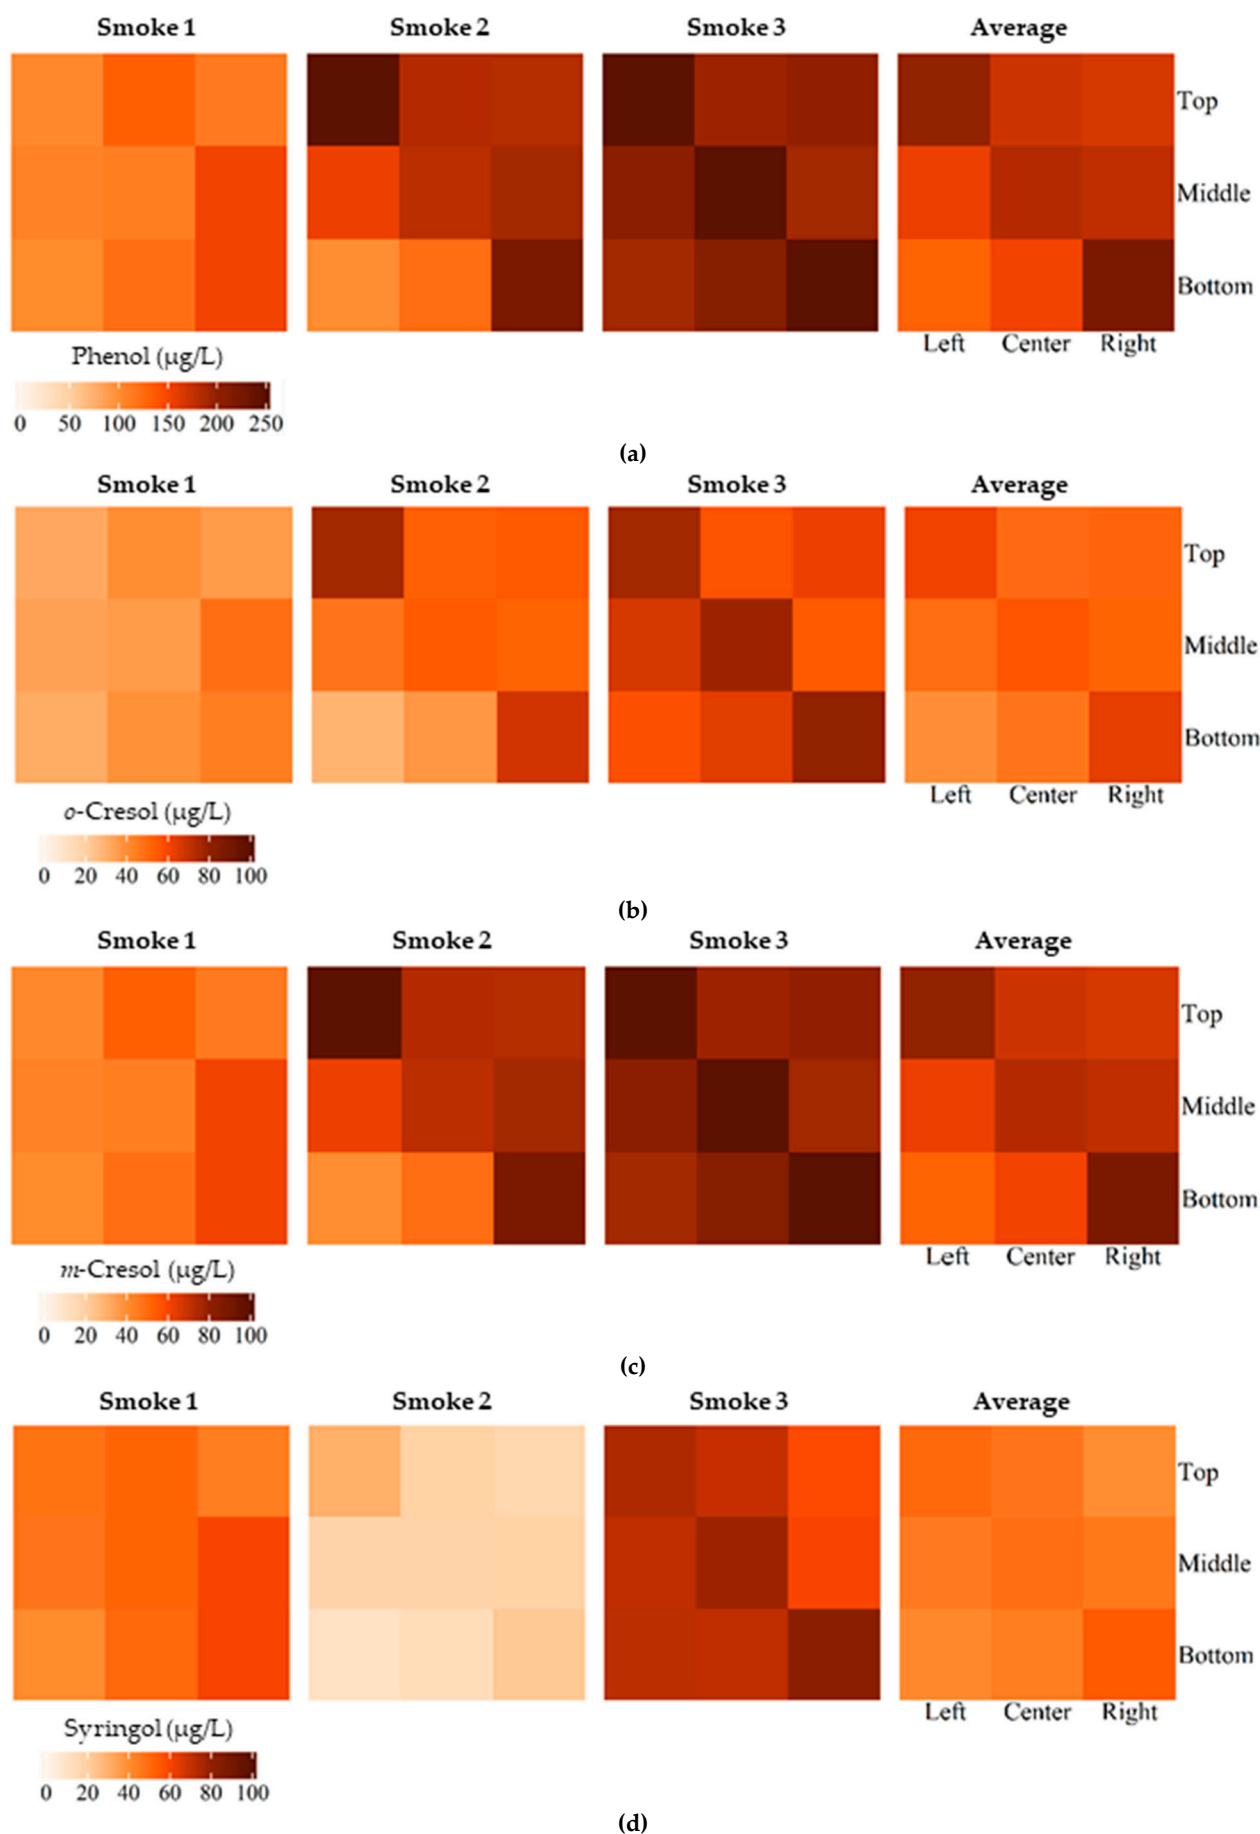 Smoke 1 Smoke 2 Smoke 3 Average
Top
Middle
Bottom
Left Center Right
Phenol (µg/L)
0 50 100 150 200 250
(a)
Smoke 1 Smoke 2 Smoke 3 Average
Top
Middle
Bottom
Left Center Right
o-Cresol (µg/L)
0 20 40 60 80 100
(b)
Smoke 1 Smoke 2 Smoke 3 Average
Top
Middle
Bottom
Left Center Right
m-Cresol (µg/L)
0 20 40 60 80 100
(c)
Smoke 1 Smoke 2 Smoke 3 Average
Top
Middle
Bottom
Left Center Right
Syringol (µg/L)
0 20 40 60 80 100
(d)